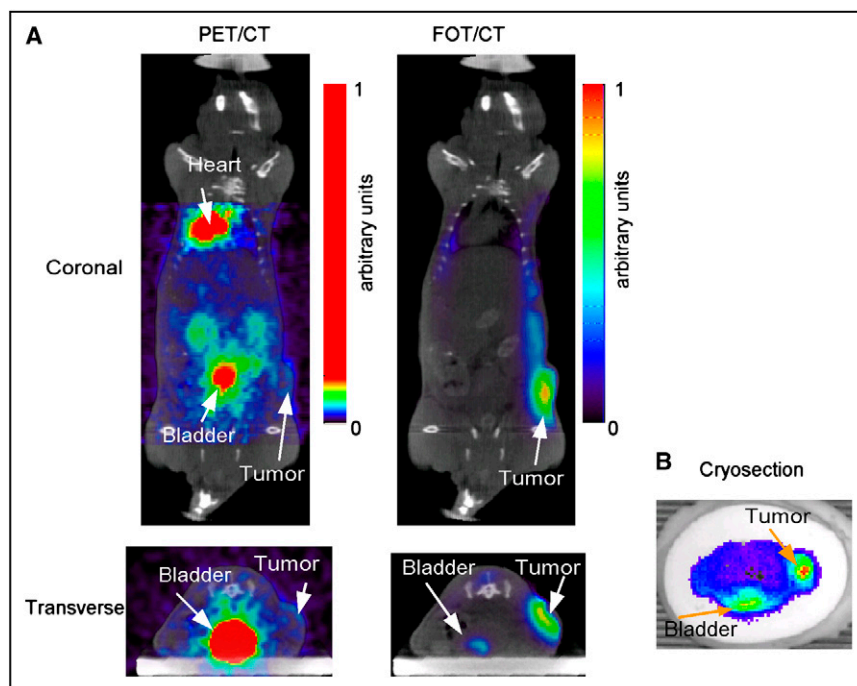 A
PET/CT
FOT/CT
Heart
1
1
arbitrary units
arbitrary units
Coronal
Bladder
0
0
Tumor
Tumor
B
Cryosection
Tumor
Bladder
Bladder
Tumor
Bladder
Tumor
Transverse